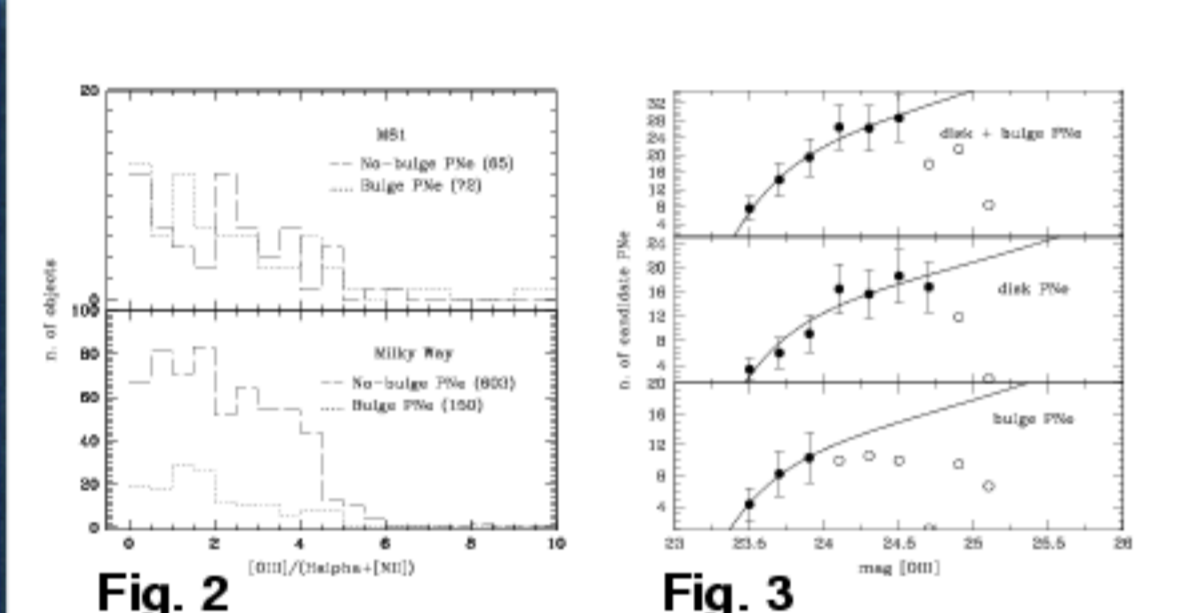 20
M81
No-bulge PNe (65)
Bulge PNe (72)
0
n. of objects
100
80
60
40
20
0
Milky Way
No-bulge PNe (603)
Bulge PNe (150)
0 2 4 6 8 10
[OIII]/(Halpha+[NII])
Fig. 2
32
28
24
20
16
12
8
4
disk + bulge PNe
n. of candidate PNe
24
20
16
12
8
4
disk PNe
20
16
12
8
4
bulge PNe
23 23.5 24 24.5 25 25.5 26
mag [OIII]
Fig. 3